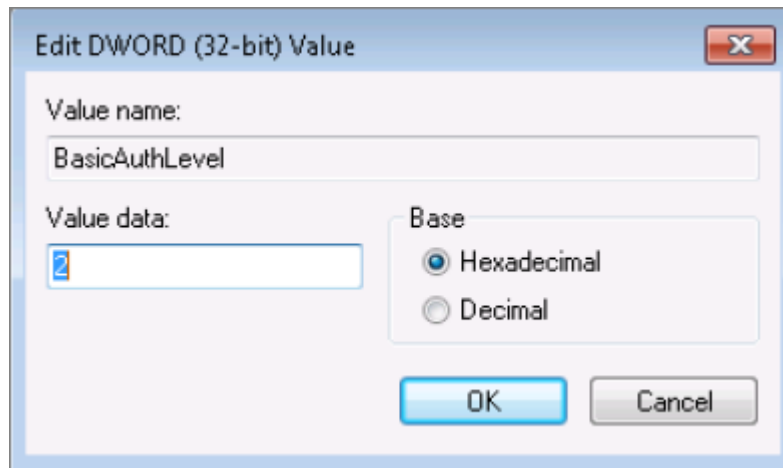 Edit DWORD (32-bit) Value
Value name:
BasicAuthLevel
Value data:
2
Base
Hexadecimal
Decimal
OK
Cancel